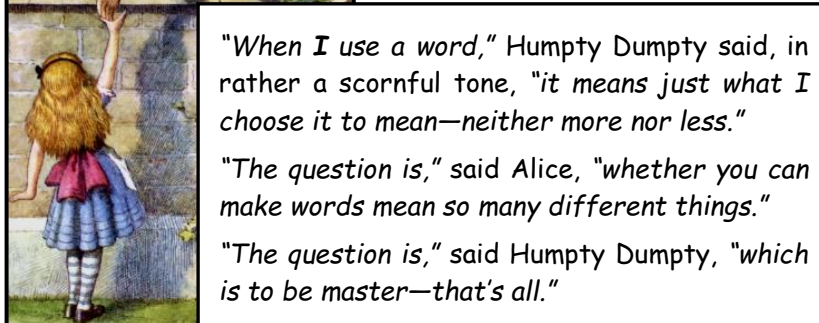 “When I use a word,” Humpty Dumpty said, in
rather a scornful tone, “it means just what I
choose it to mean—neither more nor less.”
“The question is,” said Alice, “whether you can
make words mean so many different things.”
“The question is,” said Humpty Dumpty, “which
is to be master—that’s all.”